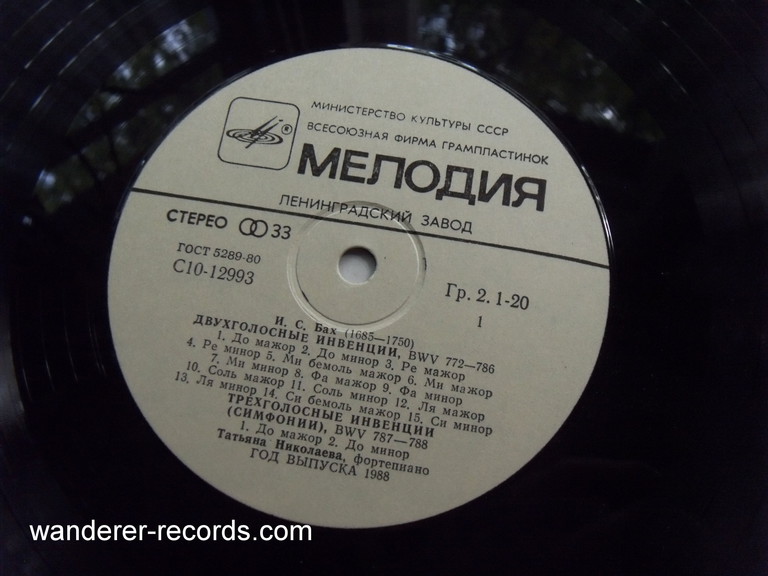 МИНИСТЕРСТВО КУЛЬТУРЫ СССР
ВСЕСОЮЗНАЯ ФИРМА ГРАМПЛАСТИНОК
®
МЕЛОДИЯ
ЛЕНИНГРАДСКИЙ ЗАВОД
СТЕРЕО 33
ГОСТ 5289-80
С10-12993
Гр. 2. 1-20
1
И. С. Бах (1685—1750)
ДВУХГОЛОСНЫЕ ИНВЕНЦИИ, BWV 772—786
1. До мажор 2. До минор 3. Ре мажор
4. Ре минор 5. Ми бемоль мажор 6. Ми мажор
7. Ми минор 8. Фа мажор 9. Фа минор
10. Соль мажор 11. Соль минор 12. Ля мажор
13. Ля минор 14. Си бемоль мажор 15. Си минор
ТРЕХГОЛОСНЫЕ ИНВЕНЦИИ
(СИМФОНИИ), BWV 787—788
1. До мажор 2. До минор
Татьяна Николаева, фортепиано
ГОД ВЫПУСКА 1988
wanderer-records.com